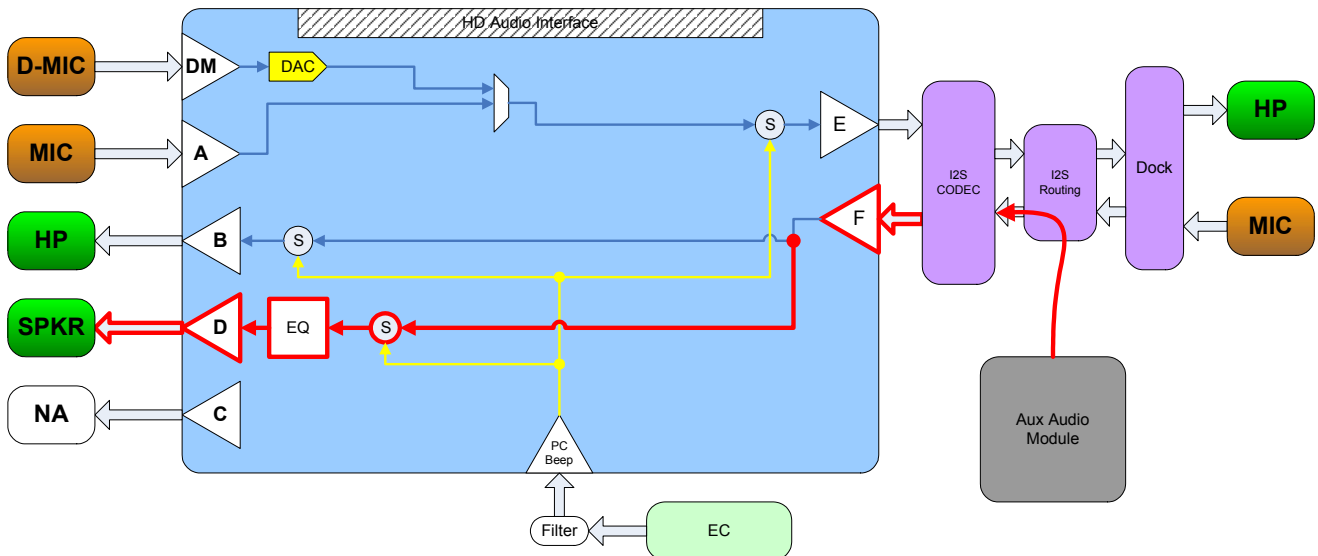 HD Audio Interface
D-MIC
DM
DAC
MIC
A
S
E
HP
B
S
F
I2S
CODEC
I2S
Routing
Dock
HP
MIC
SPKR
D
EQ
S
NA
C
PC
Beep
Aux Audio
Module
Filter
EC